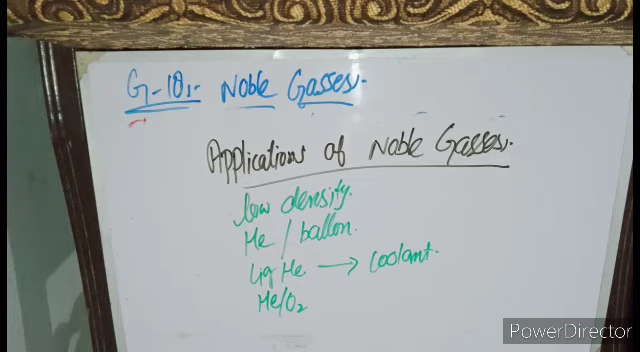 G-18:- Noble Gasses:-
Applications of Noble Gasses:-
low density.
He / ballon.
Liq He → Coolant.
He/O2
PowerDirector